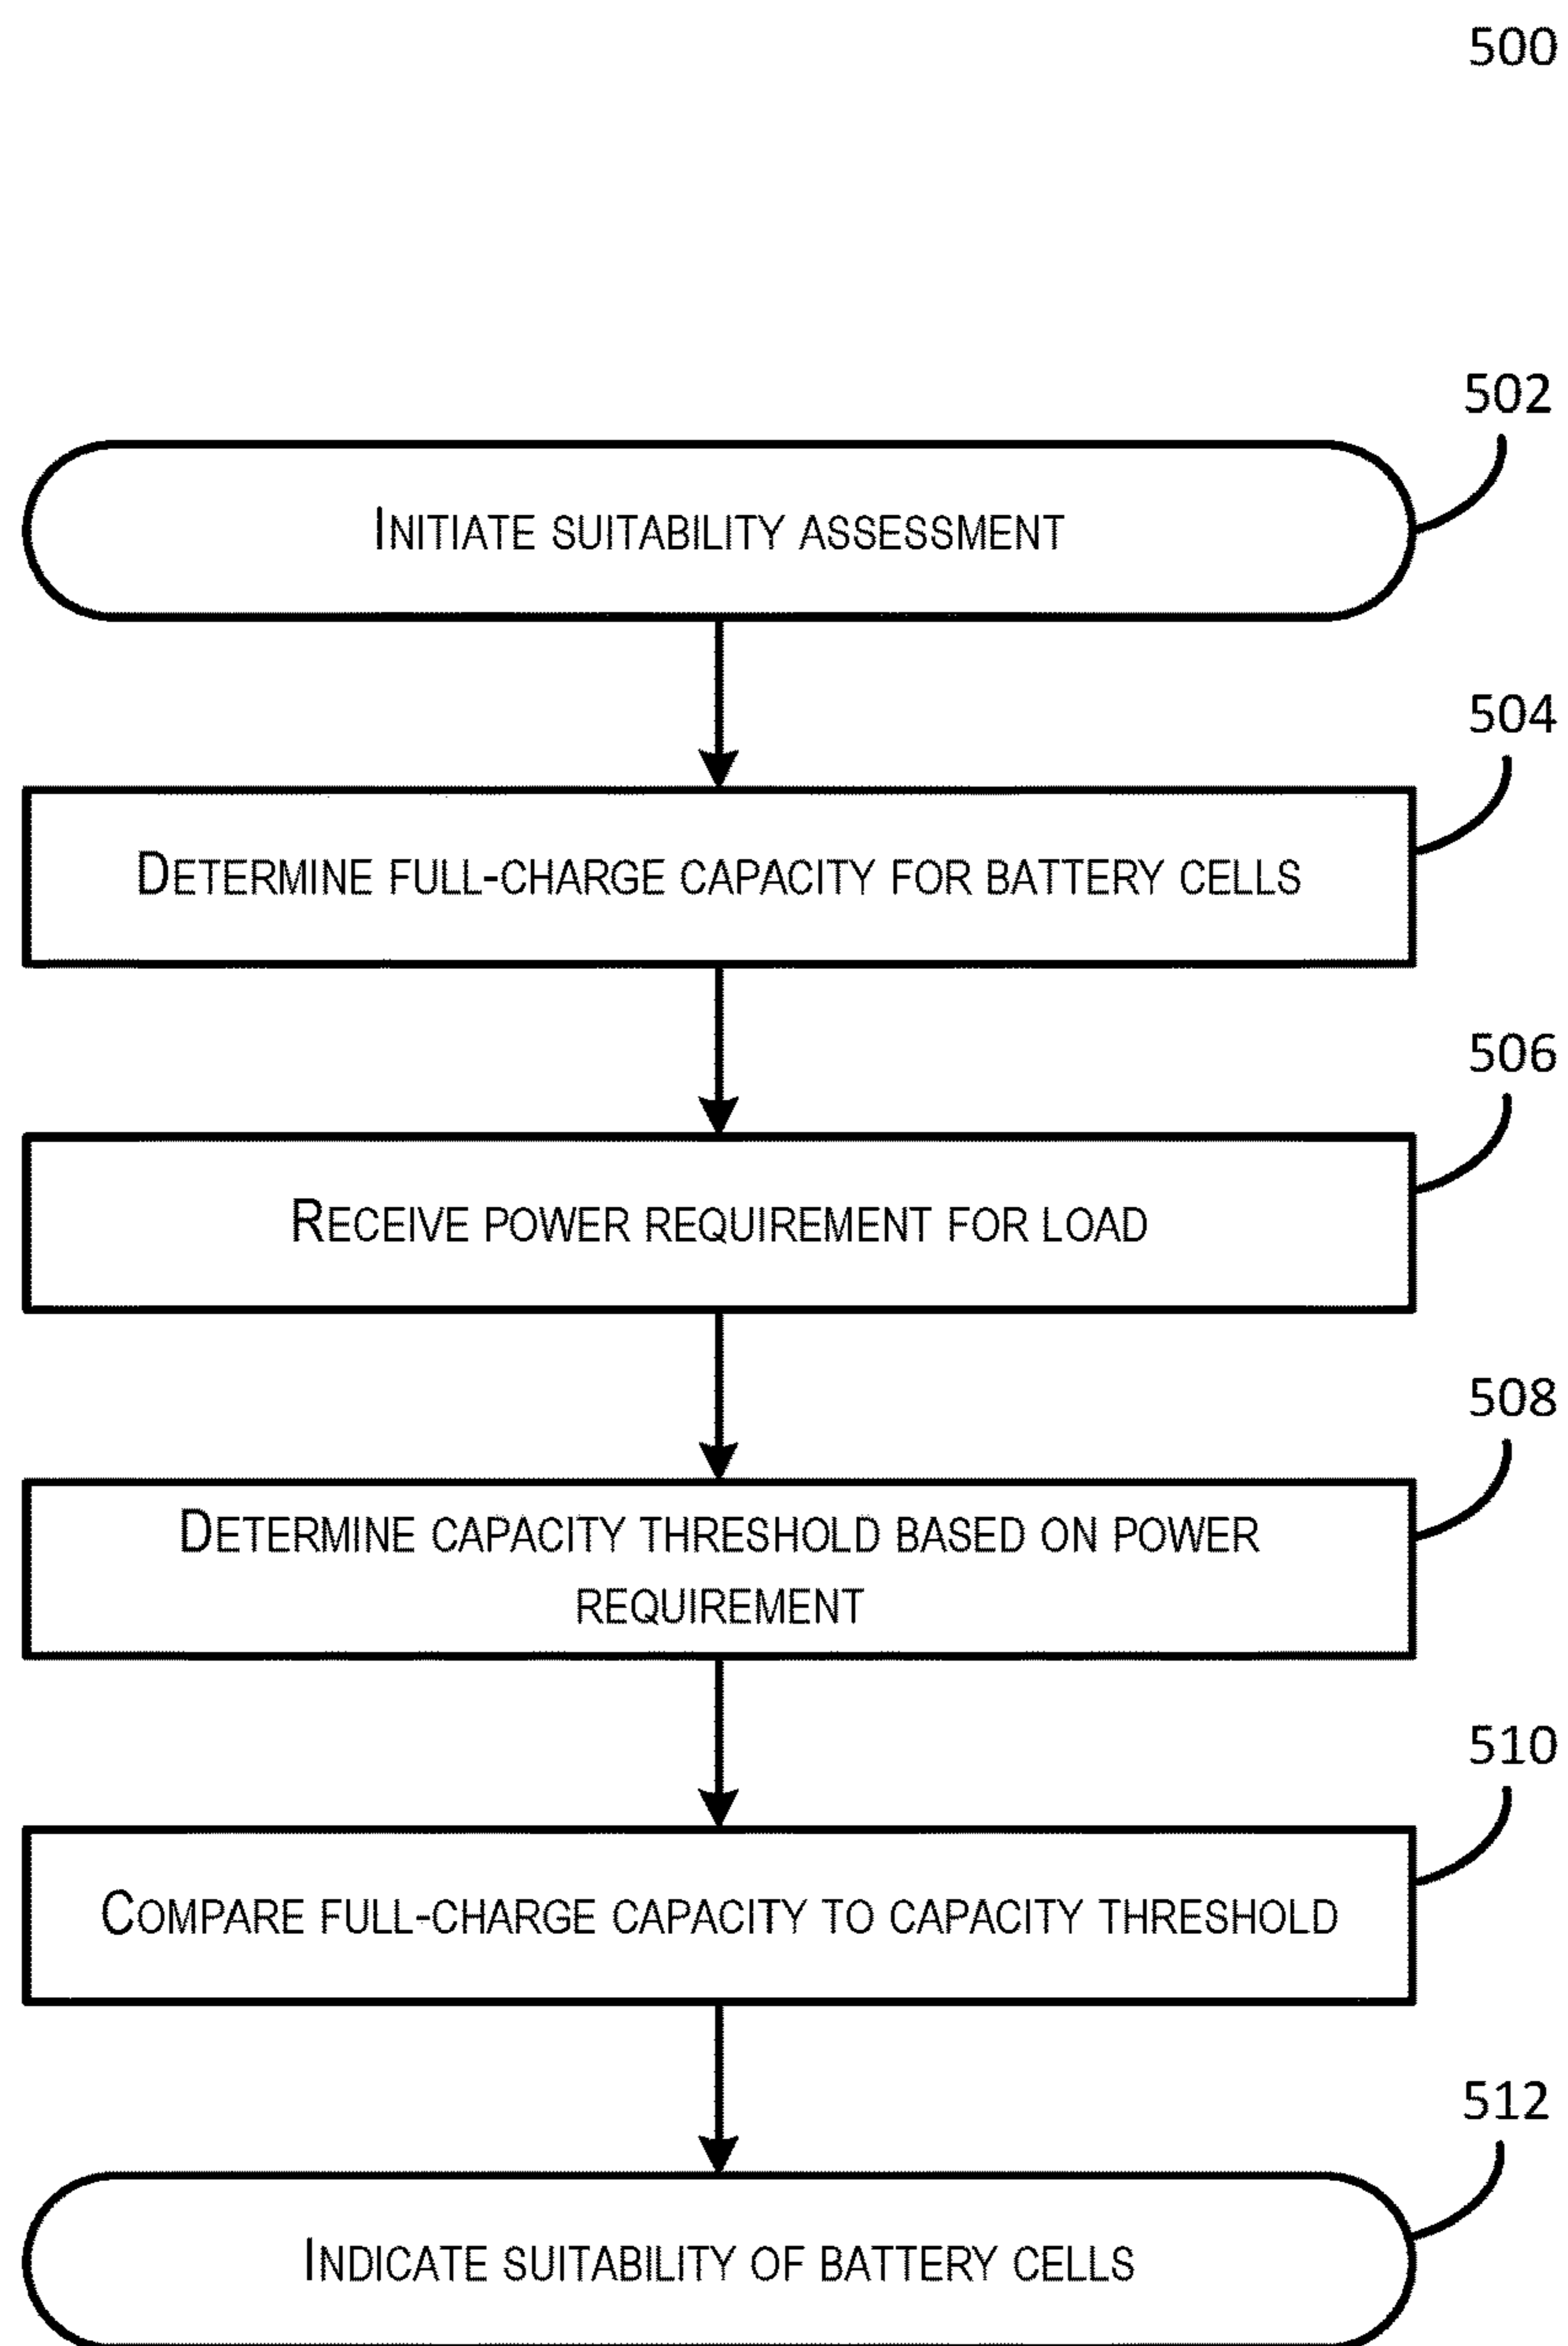 500
502
INITIATE SUITABILITY ASSESSMENT
504
DETERMINE FULL-CHARGE CAPACITY FOR BATTERY CELLS
506
RECEIVE POWER REQUIREMENT FOR LOAD
508
DETERMINE CAPACITY THRESHOLD BASED ON POWER
REQUIREMENT
510
COMPARE FULL-CHARGE CAPACITY TO CAPACITY THRESHOLD
512
INDICATE SUITABILITY OF BATTERY CELLS